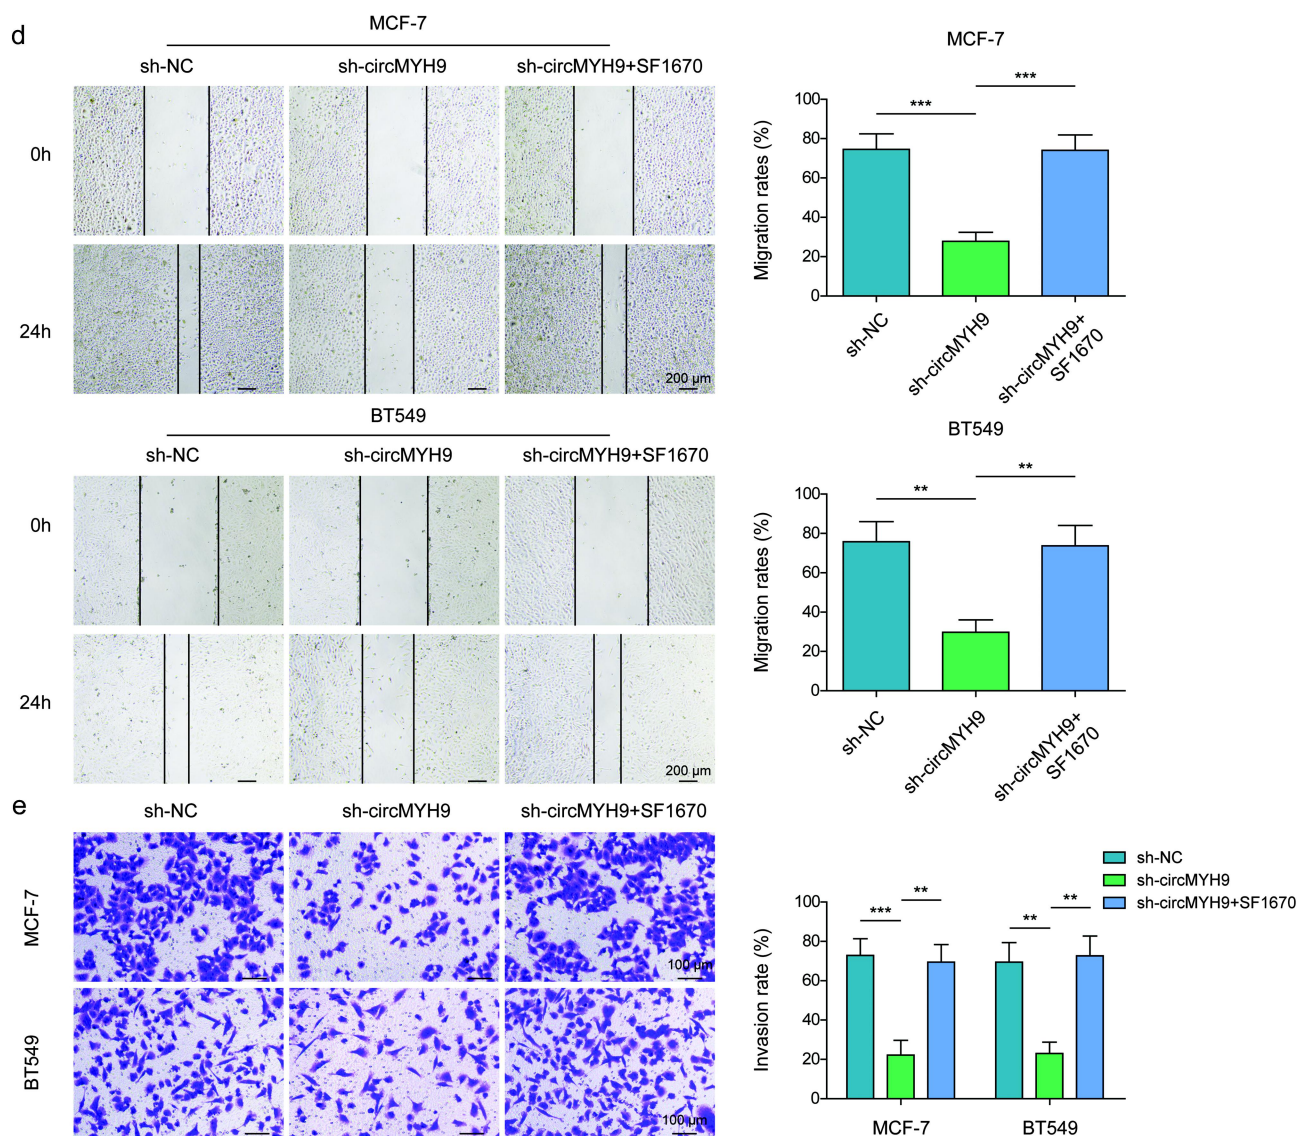 d
MCF-7
sh-NC sh-circMYH9 sh-circMYH9+SF1670
0h
24h
200 µm
MCF-7
Migration rates (%)
100
80
60
40
20
0
***
***
sh-NC
sh-circMYH9
sh-circMYH9+
SF1670
BT549
sh-NC sh-circMYH9 sh-circMYH9+SF1670
0h
24h
200 µm
BT549
Migration rates (%)
100
80
60
40
20
0
**
**
sh-NC
sh-circMYH9
sh-circMYH9+
SF1670
e
sh-NC sh-circMYH9 sh-circMYH9+SF1670
MCF-7
100 µm
BT549
100 µm
sh-NC
sh-circMYH9
sh-circMYH9+SF1670
Invasion rate (%)
100
80
60
40
20
0
***
**
**
**
MCF-7 BT549